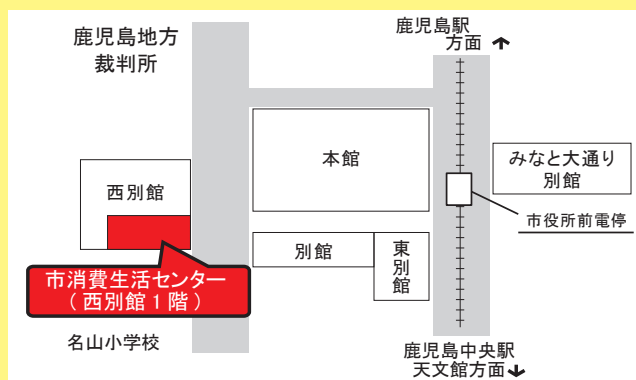 鹿児島地方
裁判所
鹿児島駅
方面 ↑
本館
みなと大通り
別館
西別館
市役所前電停
別館
東別館
市消費生活センター
(西別館1階)
名山小学校
鹿児島中央駅
天文館方面↓